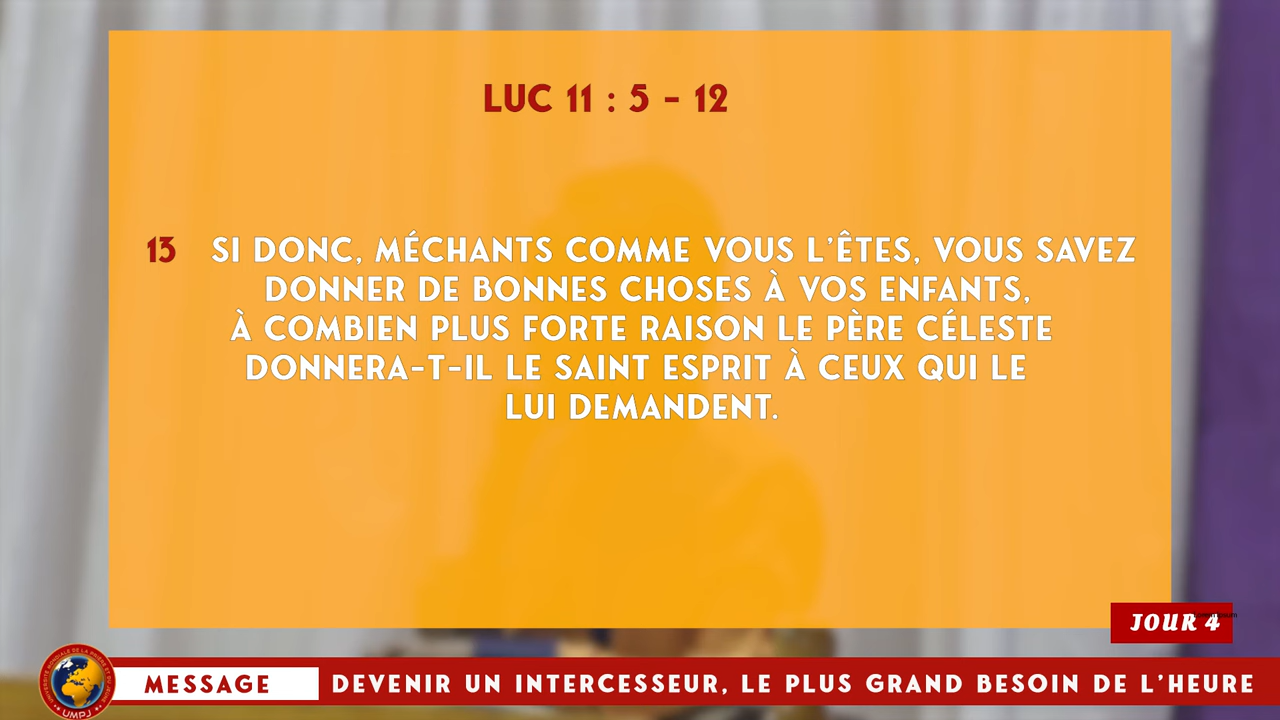 LUC 11 : 5 - 12
13 SI DONC, MÉCHANTS COMME VOUS L'ÊTES, VOUS SAVEZ
DONNER DE BONNES CHOSES À VOS ENFANTS,
À COMBIEN PLUS FORTE RAISON LE PÈRE CÉLESTE
DONNERA-T-IL LE SAINT ESPRIT À CEUX QUI LE
LUI DEMANDENT.
JOUR 4
MESSAGE
DEVENIR UN INTERCESSEUR, LE PLUS GRAND BESOIN DE L'HEURE
UMPJ